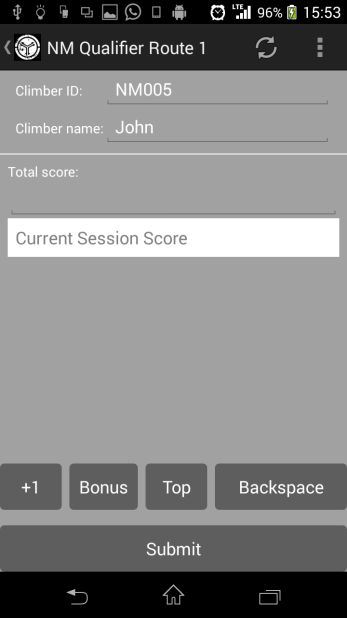 LTE 96% 15:53
NM Qualifier Route 1
Climber ID: NM005
Climber name: John
Total score:
Current Session Score
+1 Bonus Top Backspace
Submit